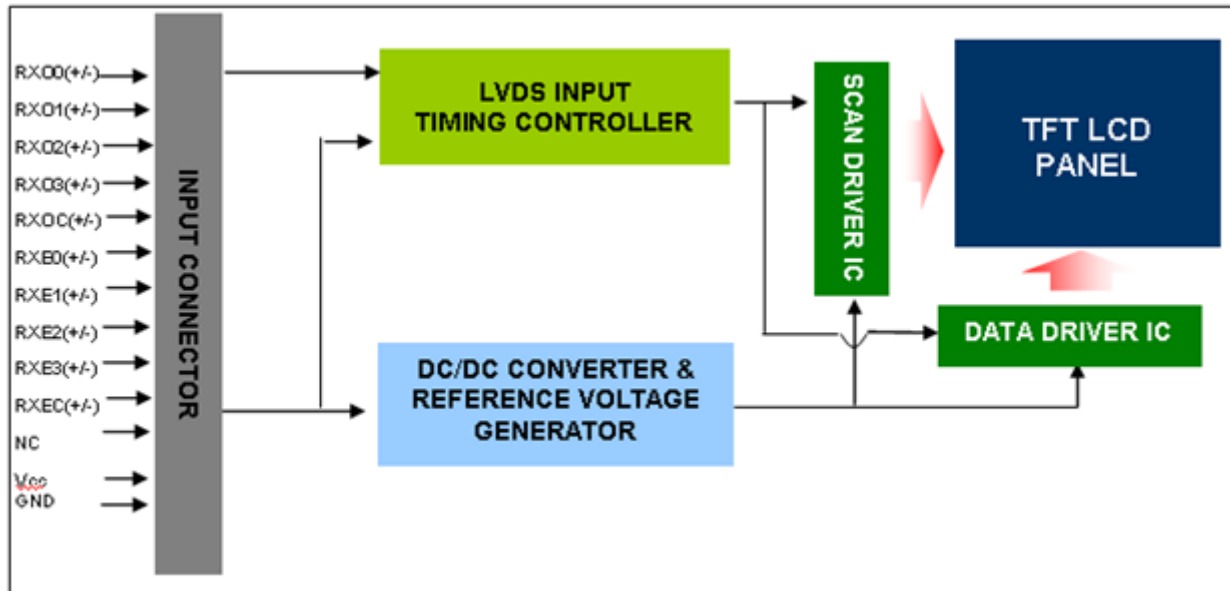 RXO0(+/-)
RXO1(+/-)
RXO2(+/-)
RXO3(+/-)
RXOC(+/-)
RXE0(+/-)
RXE1(+/-)
RXE2(+/-)
RXE3(+/-)
RXEC(+/-)
NC
Vcc
GND
INPUT CONNECTOR
LVDS INPUT
TIMING CONTROLLER
DC/DC CONVERTER &
REFERENCE VOLTAGE
GENERATOR
SCAN DRIVER IC
TFT LCD
PANEL
DATA DRIVER IC